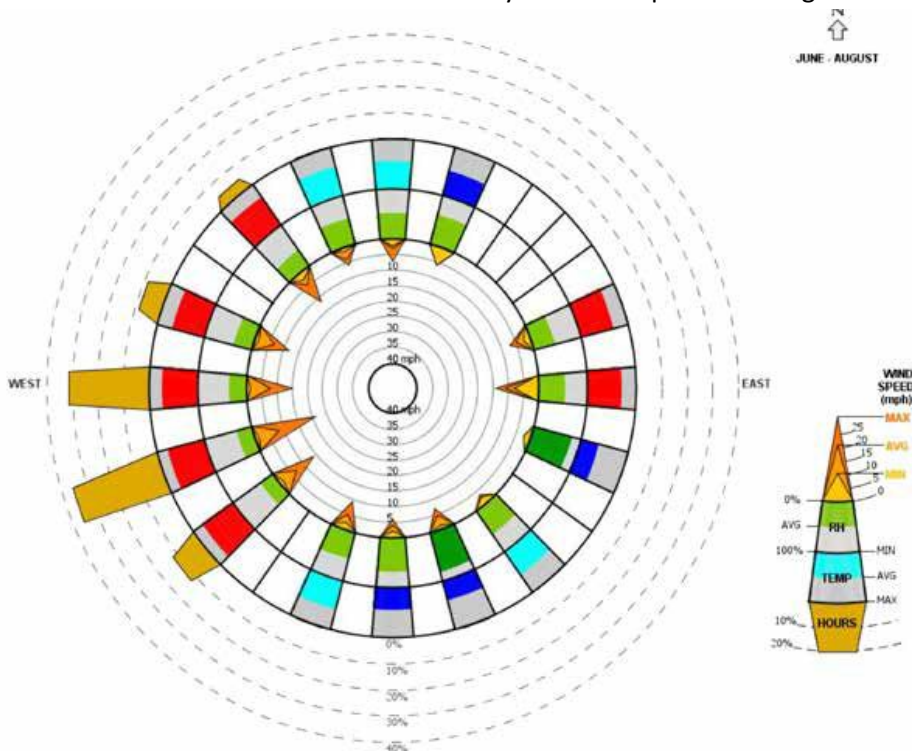 N
JUNE - AUGUST
10
15
20
25
30
35
40 mph
WEST
EAST
40 mph
35
30
25
20
15
10
5
0%
10%
20%
30%
40%
WIND
SPEED
(mph)
MAX
25
20
AVG
15
10
MIN
5
0
0%
AVG
RH
100%
MIN
TEMP
AVG
MAX
HOURS
10%
20%